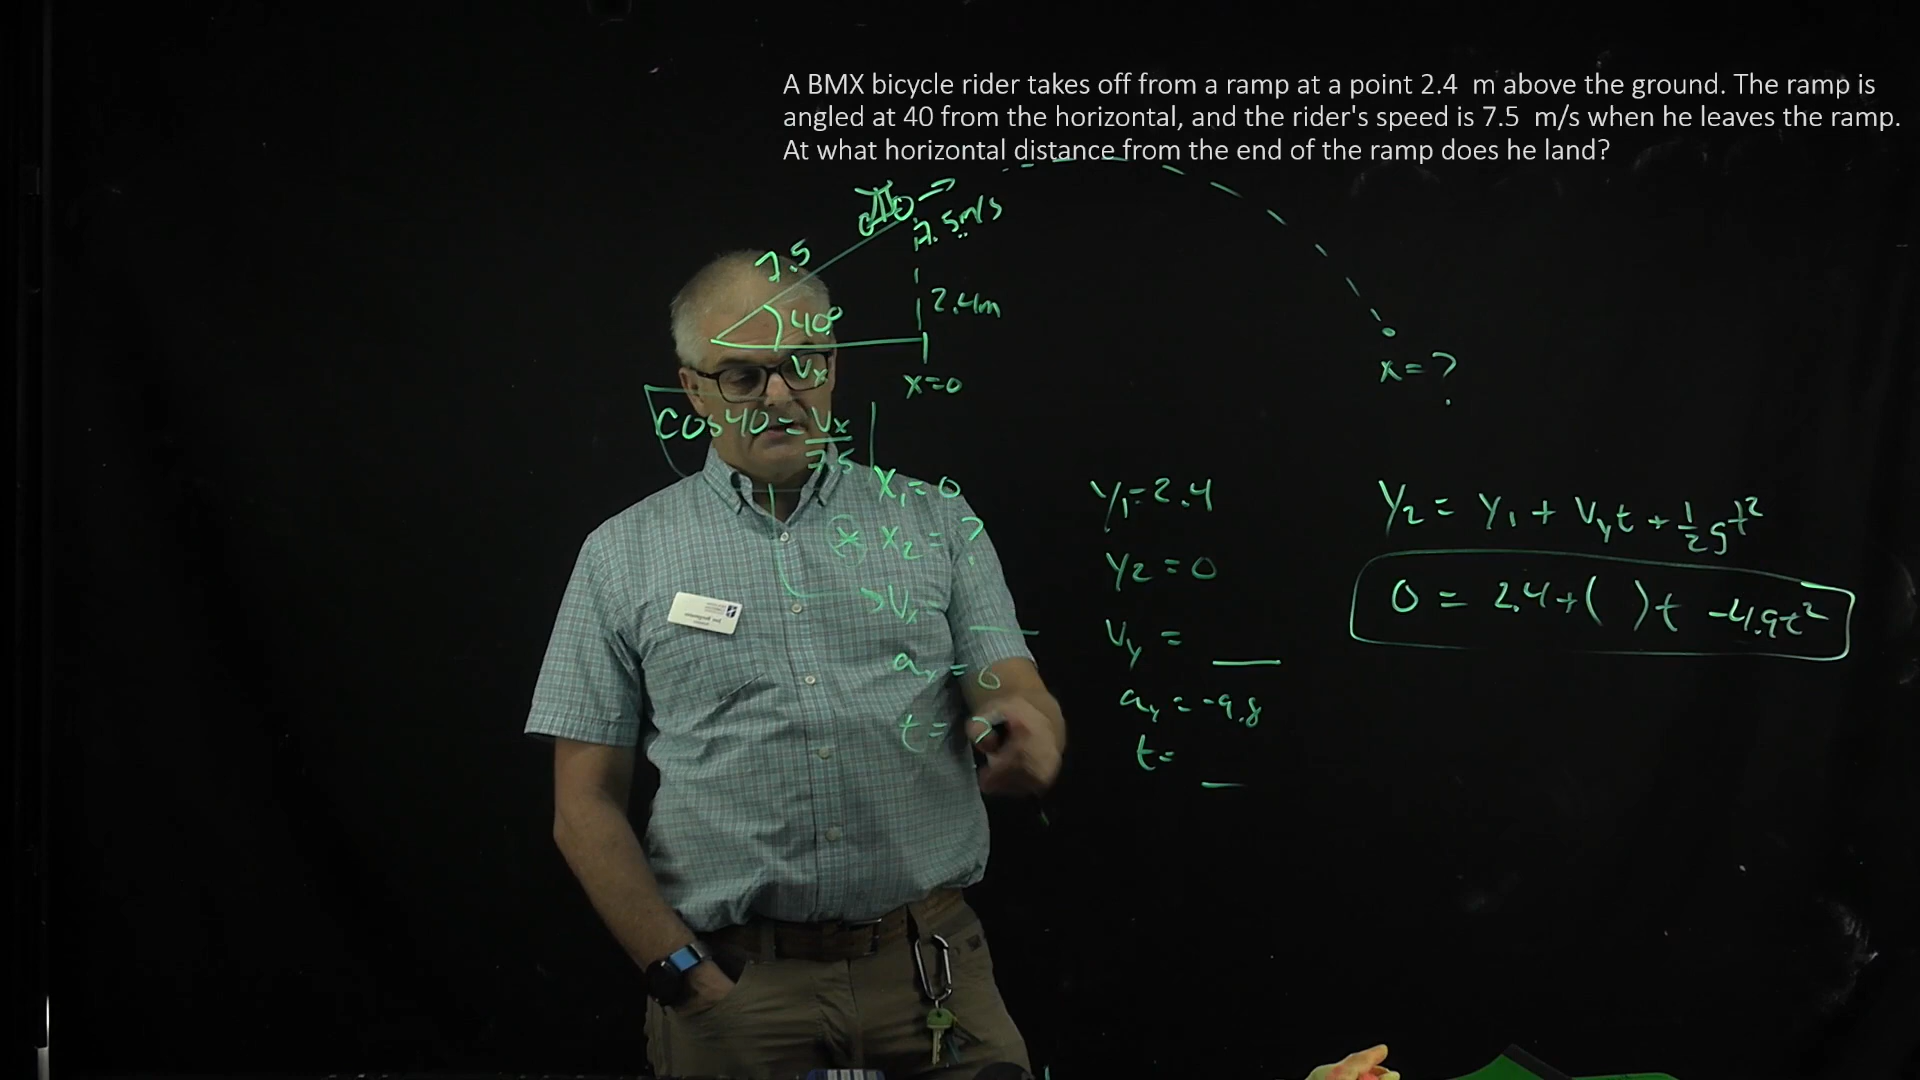 A BMX bicycle rider takes off from a ramp at a point 2.4 m above the ground. The ramp is
angled at 40 from the horizontal, and the rider's speed is 7.5 m/s when he leaves the ramp.
At what horizontal distance from the end of the ramp does he land?
7.5m/s
7.5
2.4m
40°
Vx
x=0
x=?
cos40 = Vx/7.5
x₁=0
x₂=?
Vx=
ax=0
t=?
y₁=2.4
y₂=0
Vy=
ay=-9.8
t=
y₂ = y₁ + Vyt + 1/2gt²
0 = 2.4+( )t -4.9t²